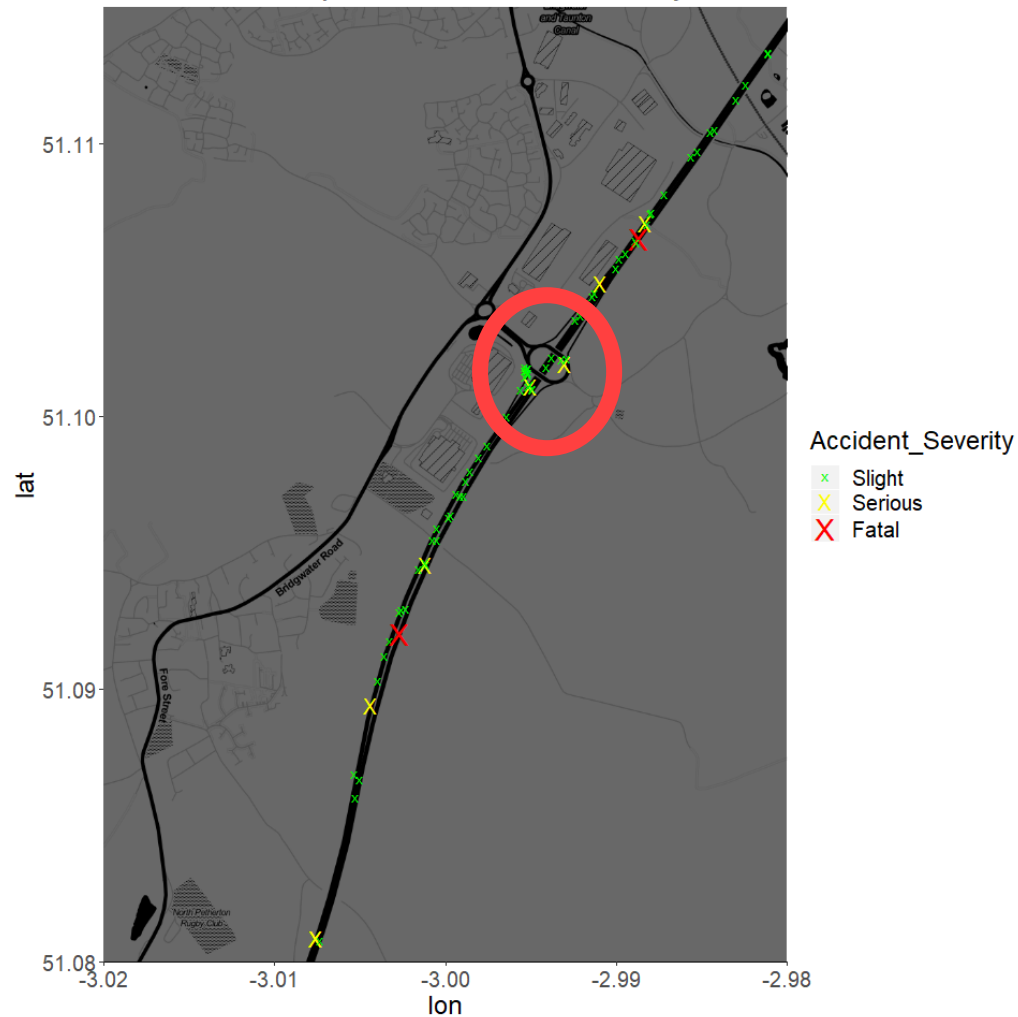 and Taunton
Canal
51.11
51.10
lat
Accident_Severity
Slight
Serious
Fatal
Bridgwater Road
51.09
Fore Street
North Petherton
Rugby Club
51.08
-3.02
-3.01
-3.00
-2.99
-2.98
lon